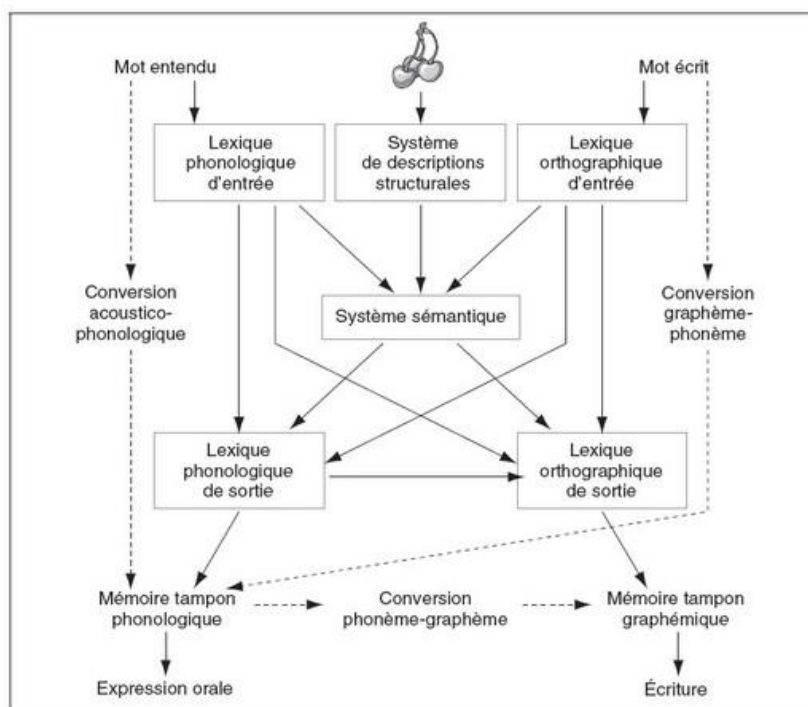 Mot entendu
Mot écrit
Lexique
phonologique
d'entrée
Système
de descriptions
structurales
Lexique
orthographique
d'entrée
Conversion
acoustico-
phonologique
Système sémantique
Conversion
graphème-
phonème
Lexique
phonologique
de sortie
Lexique
orthographique
de sortie
Mémoire tampon
phonologique
Conversion
phonème-graphème
Mémoire tampon
graphémique
Expression orale
Écriture